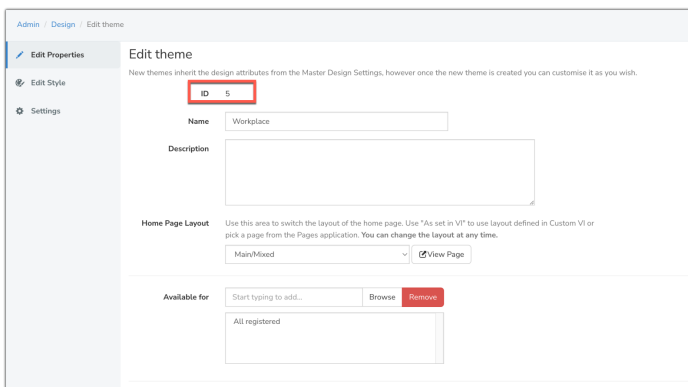 Admin / Design / Edit theme
Edit Properties
Edit Style
Settings
Edit theme
New themes inherit the design attributes from the Master Design Settings, however once the new theme is created you can customise it as you wish.
ID 5
Name Workplace
Description
Home Page Layout Use this area to switch the layout of the home page. Use "As set in VI" to use layout defined in Custom VI or
pick a page from the Pages application. You can change the layout at any time.
Main/Mixed View Page
Available for Start typing to add... Browse Remove
All registered